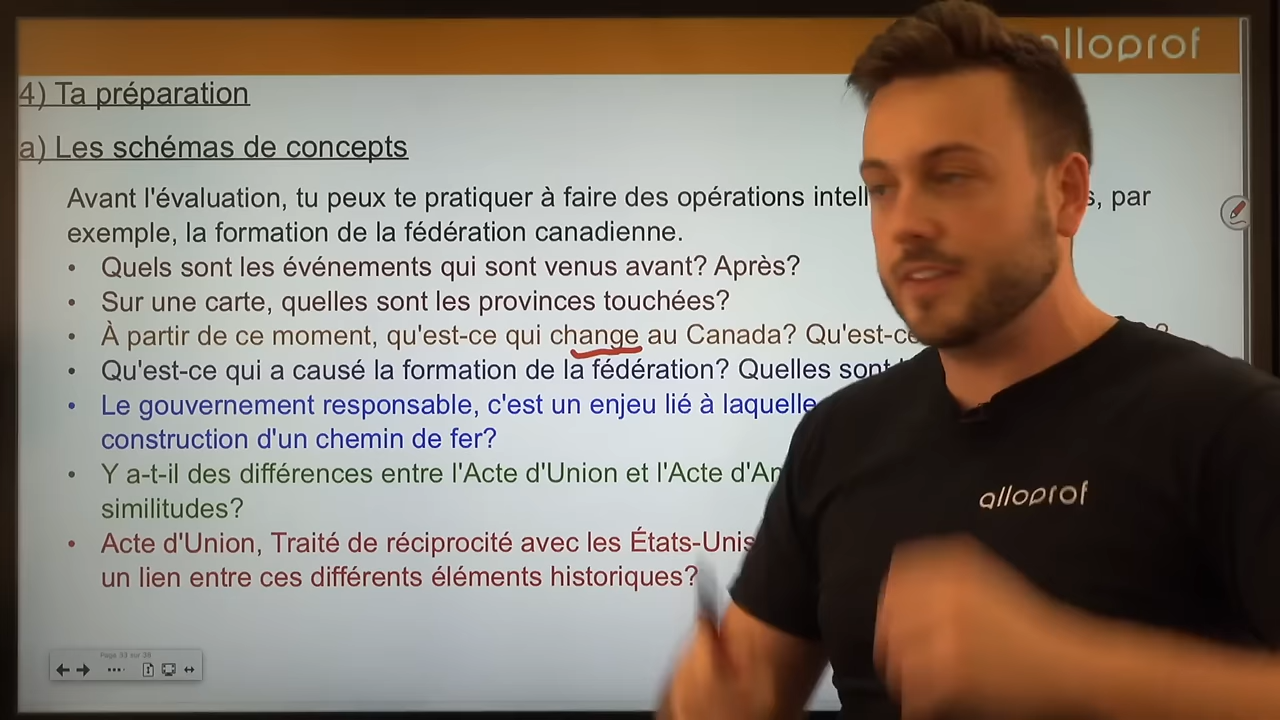 alloprof
4) Ta préparation
a) Les schémas de concepts
Avant l'évaluation, tu peux te pratiquer à faire des opérations par
exemple, la formation de la fédération canadienne.
• Quels sont les événements qui sont venus avant? Après?
• Sur une carte, quelles sont les provinces touchées?
• À partir de ce moment, qu'est-ce qui change au Canada? Qu'est-ce ?
• Qu'est-ce qui a causé la formation de la fédération? Quelles sont
• Le gouvernement responsable, c'est un enjeu lié à laquelle
construction d'un chemin de fer?
• Y a-t-il des différences entre l'Acte d'Union et l'Acte
similitudes?
• Acte d'Union, Traité de réciprocité avec les États-Unis
un lien entre ces différents éléments historiques?
alloprof
Page 33 sur 38